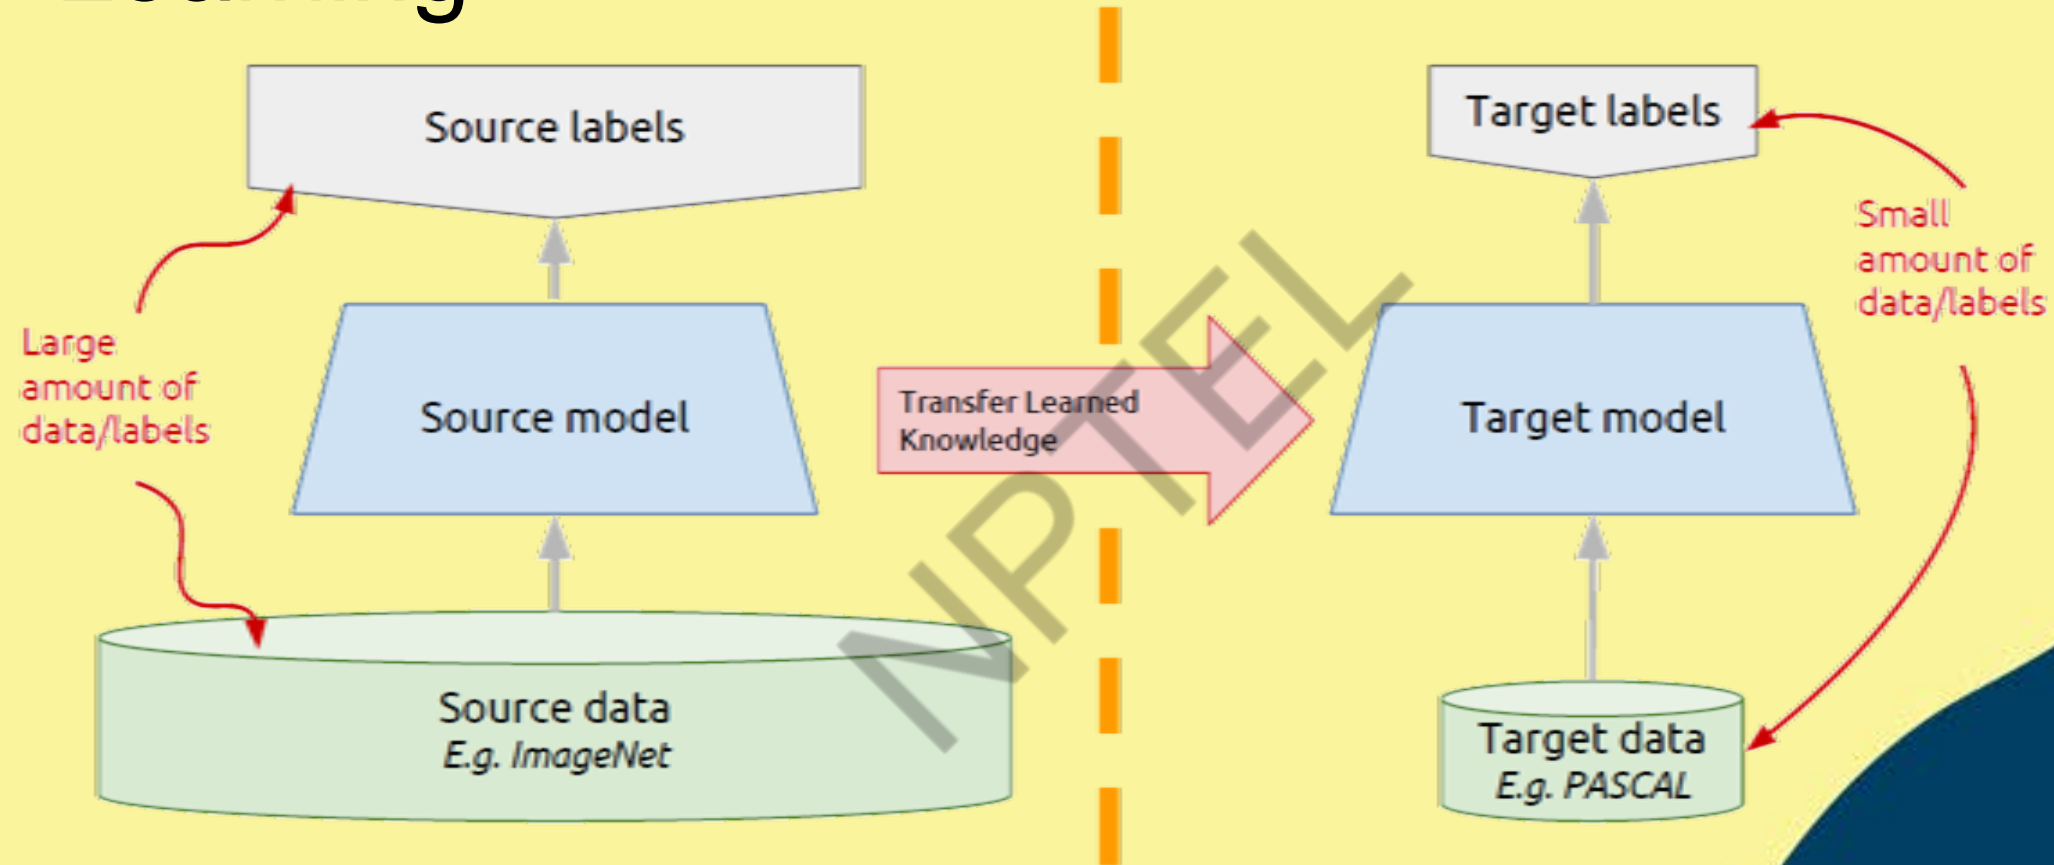 Source labels
Large
amount of
data/labels
Source model
Source data
E.g. ImageNet
Transfer Learned
Knowledge
NPTEL
Target labels
Small
amount of
data/labels
Target model
Target data
E.g. PASCAL